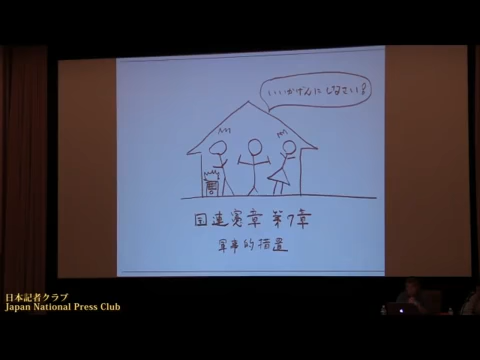 いいかげんにしなさい!
国連憲章 第7章
軍事的措置
日本記者クラブ
Japan National Press Club